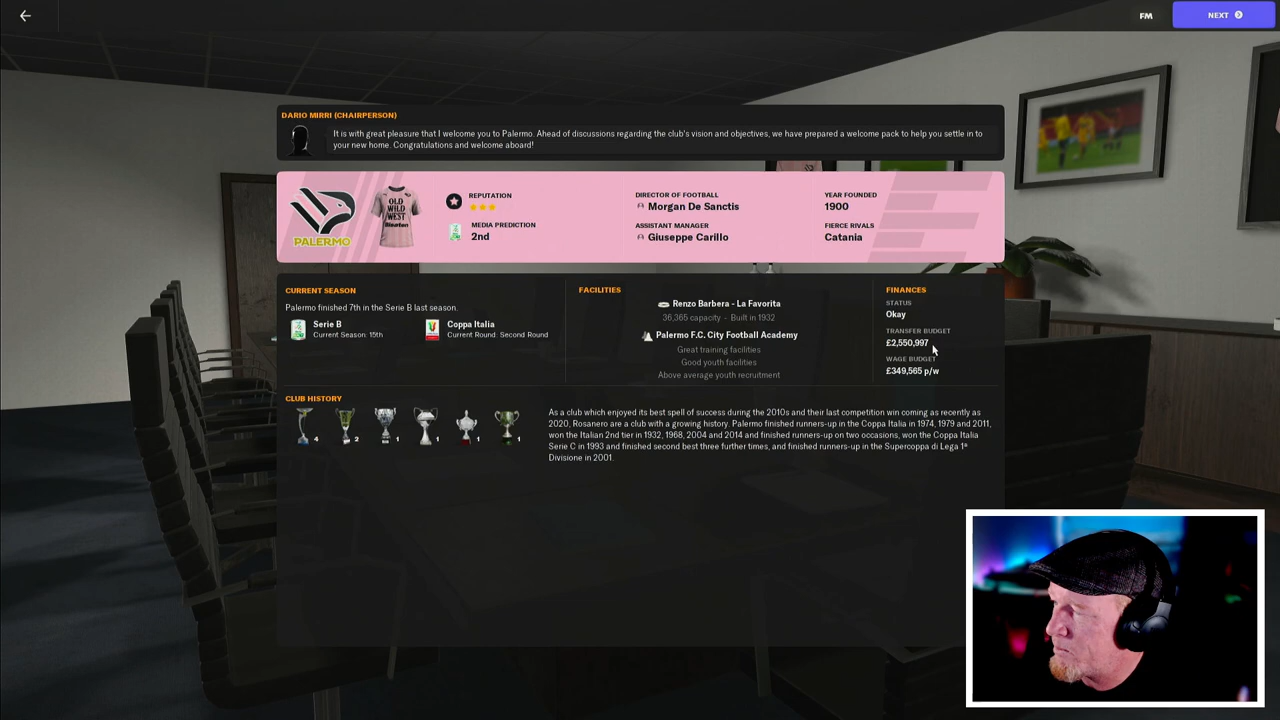 FM
NEXT
DARIO MIRRI (CHAIRPERSON)
It is with great pleasure that I welcome you to Palermo. Ahead of discussions regarding the club's vision and objectives, we have prepared a welcome pack to help you settle in to
your new home. Congratulations and welcome aboard!
PALERMO
OLD
WILD
WEST
REPUTATION
MEDIA PREDICTION
2nd
DIRECTOR OF FOOTBALL
Morgan De Sanctis
ASSISTANT MANAGER
Giuseppe Carillo
YEAR FOUNDED
1900
FIERCE RIVALS
Catania
CURRENT SEASON
Palermo finished 7th in the Serie B last season.
Serie B
Current Season: 15th
Coppa Italia
Current Round: Second Round
FACILITIES
Renzo Barbera - La Favorita
36,365 capacity - Built in 1932
Palermo F.C. City Football Academy
Great training facilities
Good youth facilities
Above average youth recruitment
FINANCES
STATUS
Okay
TRANSFER BUDGET
£2,550,997
WAGE BUDGET
£349,565 p/w
CLUB HISTORY
4 2 1 1 1 1
As a club which enjoyed its best spell of success during the 2010s and their last competition win coming as recently as
2020, Rosanero are a club with a growing history. Palermo finished runners-up in the Coppa Italia in 1974, 1979 and 2011,
won the Italian 2nd tier in 1932, 1968, 2004 and 2014 and finished runners-up on two occasions, won the Coppa Italia
Serie C in 1993 and finished second best three further times, and finished runners-up in the Supercoppa di Lega 1ª
Divisione in 2001.